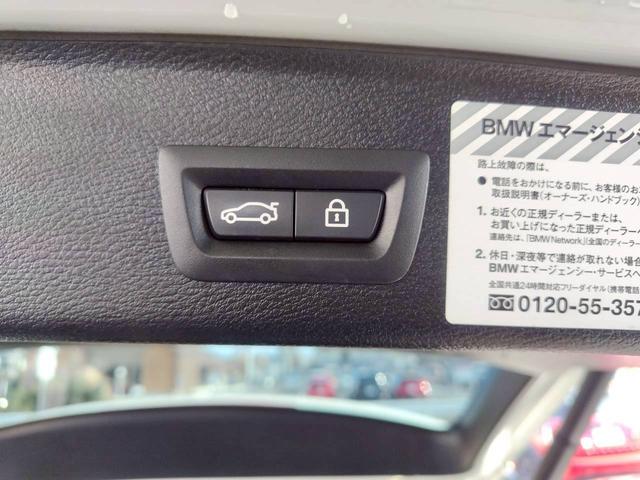 BMWエマージェン
路上故障の際は、
● 電話をおかけになる前に、お客様のお
取扱説明書(オーナーズ・ハンドブック)
1. お近くの正規ディーラーまたは、
お買い上げになった正規ディーラーへ
連絡先は、「BMW Network」(全国のディー
2. 休日・深夜等で連絡が取れない場合
BMWエマージェンシー・サービスへ
全国共通24時間対応フリーダイヤル(携帯電話
0120-55-357